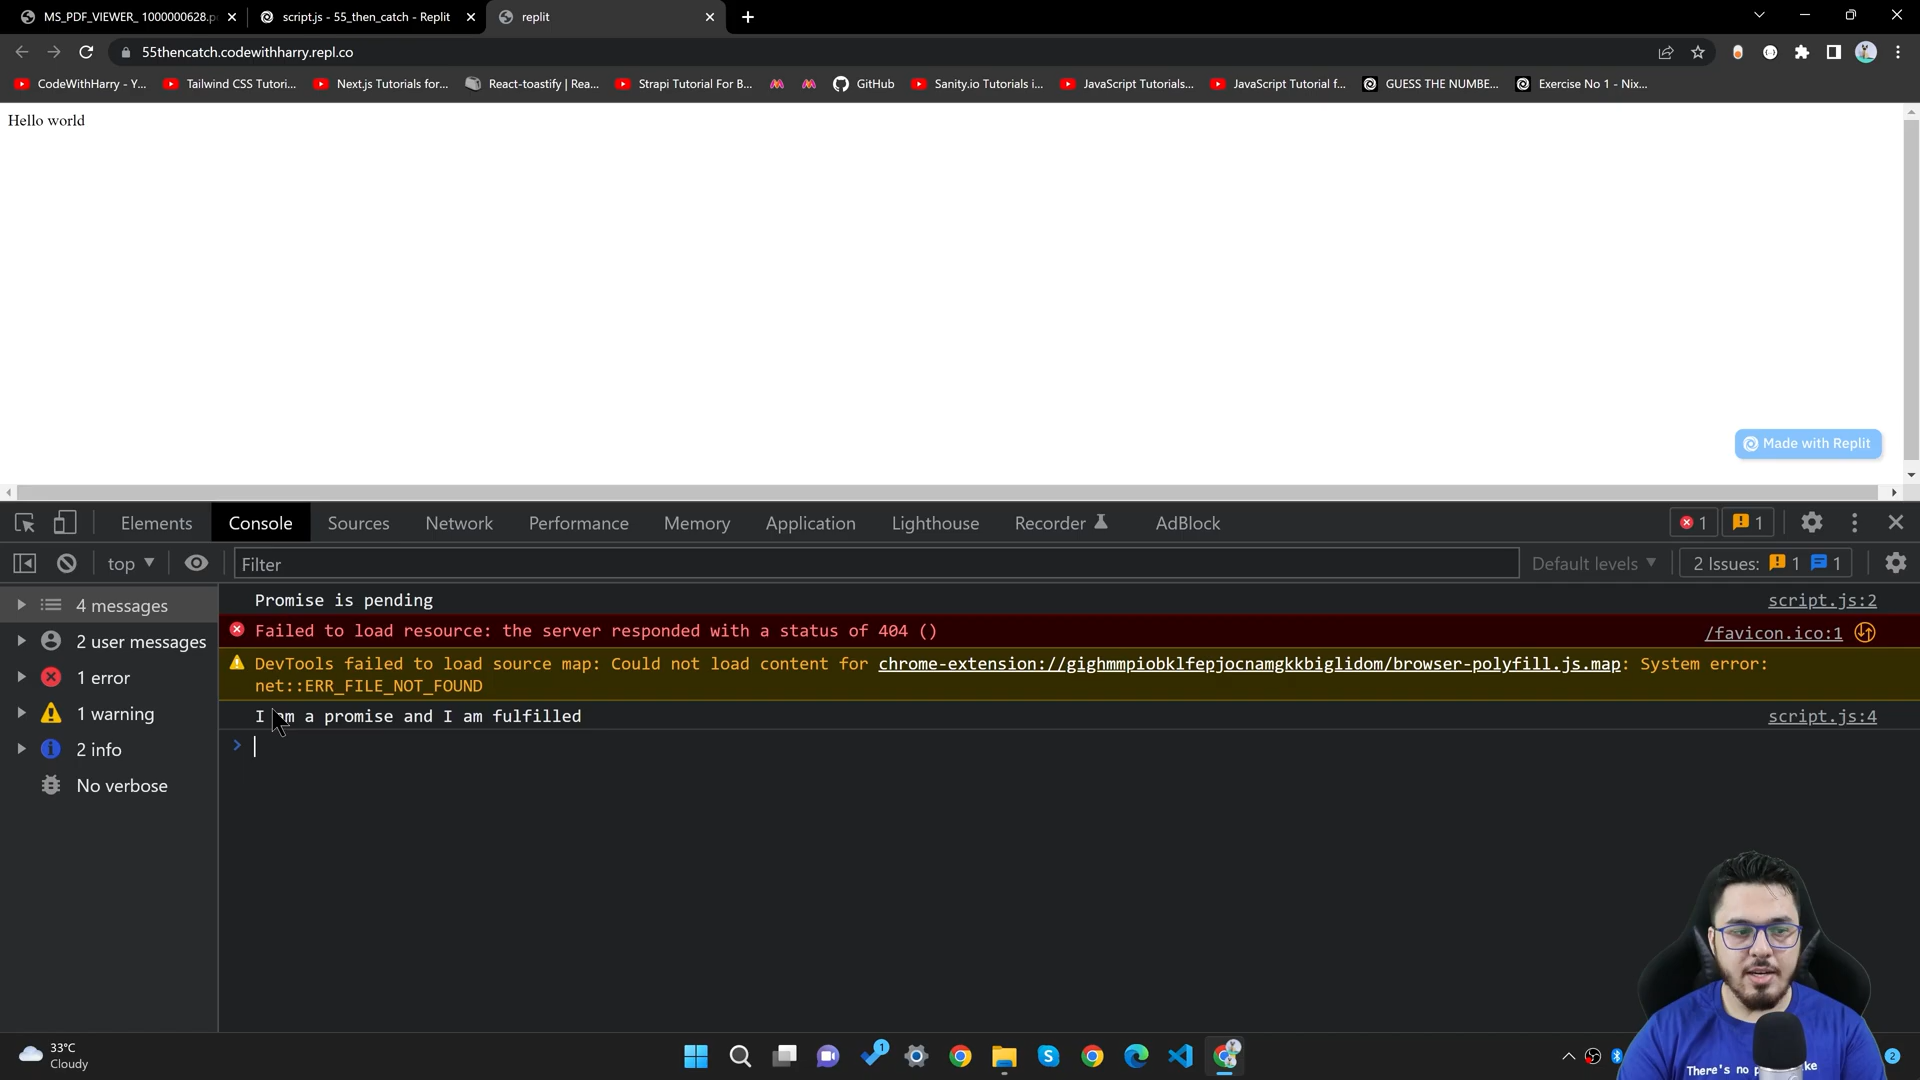 MS_PDF_VIEWER_ 1000000628.p
script.js - 55_then_catch - Replit
replit
55thencatch.codewithharry.repl.co
CodeWithHarry - Y...
Tailwind CSS Tutori...
Next.js Tutorials for...
React-toastify | Rea...
Strapi Tutorial For B...
GitHub
Sanity.io Tutorials i...
JavaScript Tutorials...
JavaScript Tutorial f...
GUESS THE NUMBE...
Exercise No 1 - Nix...
Hello world
Made with Replit
Elements
Console
Sources
Network
Performance
Memory
Application
Lighthouse
Recorder
AdBlock
1
1
top
Filter
Default levels
2 Issues: 1 1
4 messages
2 user messages
1 error
1 warning
2 info
No verbose
Promise is pending
script.js:2
Failed to load resource: the server responded with a status of 404 ()
/favicon.ico:1
DevTools failed to load source map: Could not load content for chrome-extension://gighmmpiobklfepjocnamgkkbiglidom/browser-polyfill.js.map: System error:
net::ERR_FILE_NOT_FOUND
I am a promise and I am fulfilled
script.js:4
>
There's no
ke
33°C
Cloudy
1
2